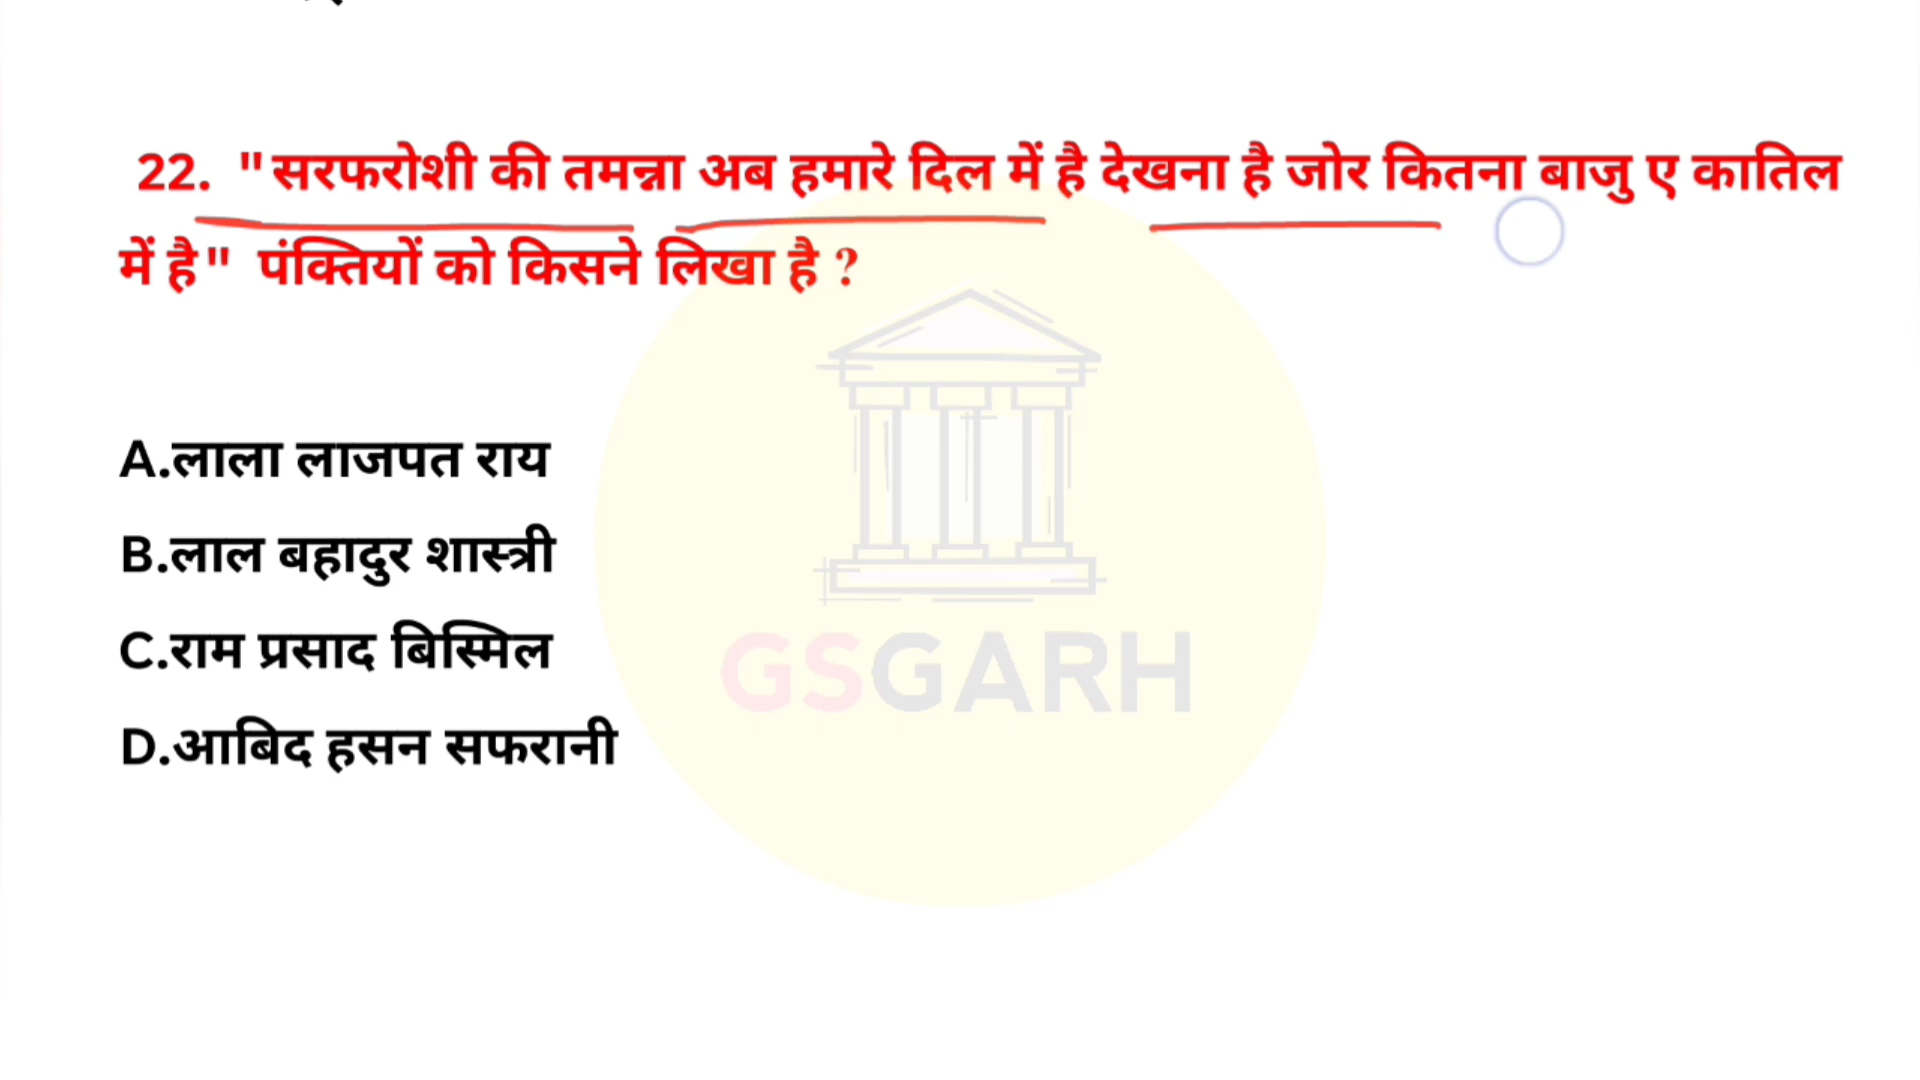 22. "सरफरोशी की तमन्ना अब हमारे दिल में है देखना है जोर कितना बाजु ए कातिल
में है" पंक्तियों को किसने लिखा है ?
A.लाला लाजपत राय
B.लाल बहादुर शास्त्री
C.राम प्रसाद बिस्मिल
D.आबिद हसन सफरानी
GSGARH